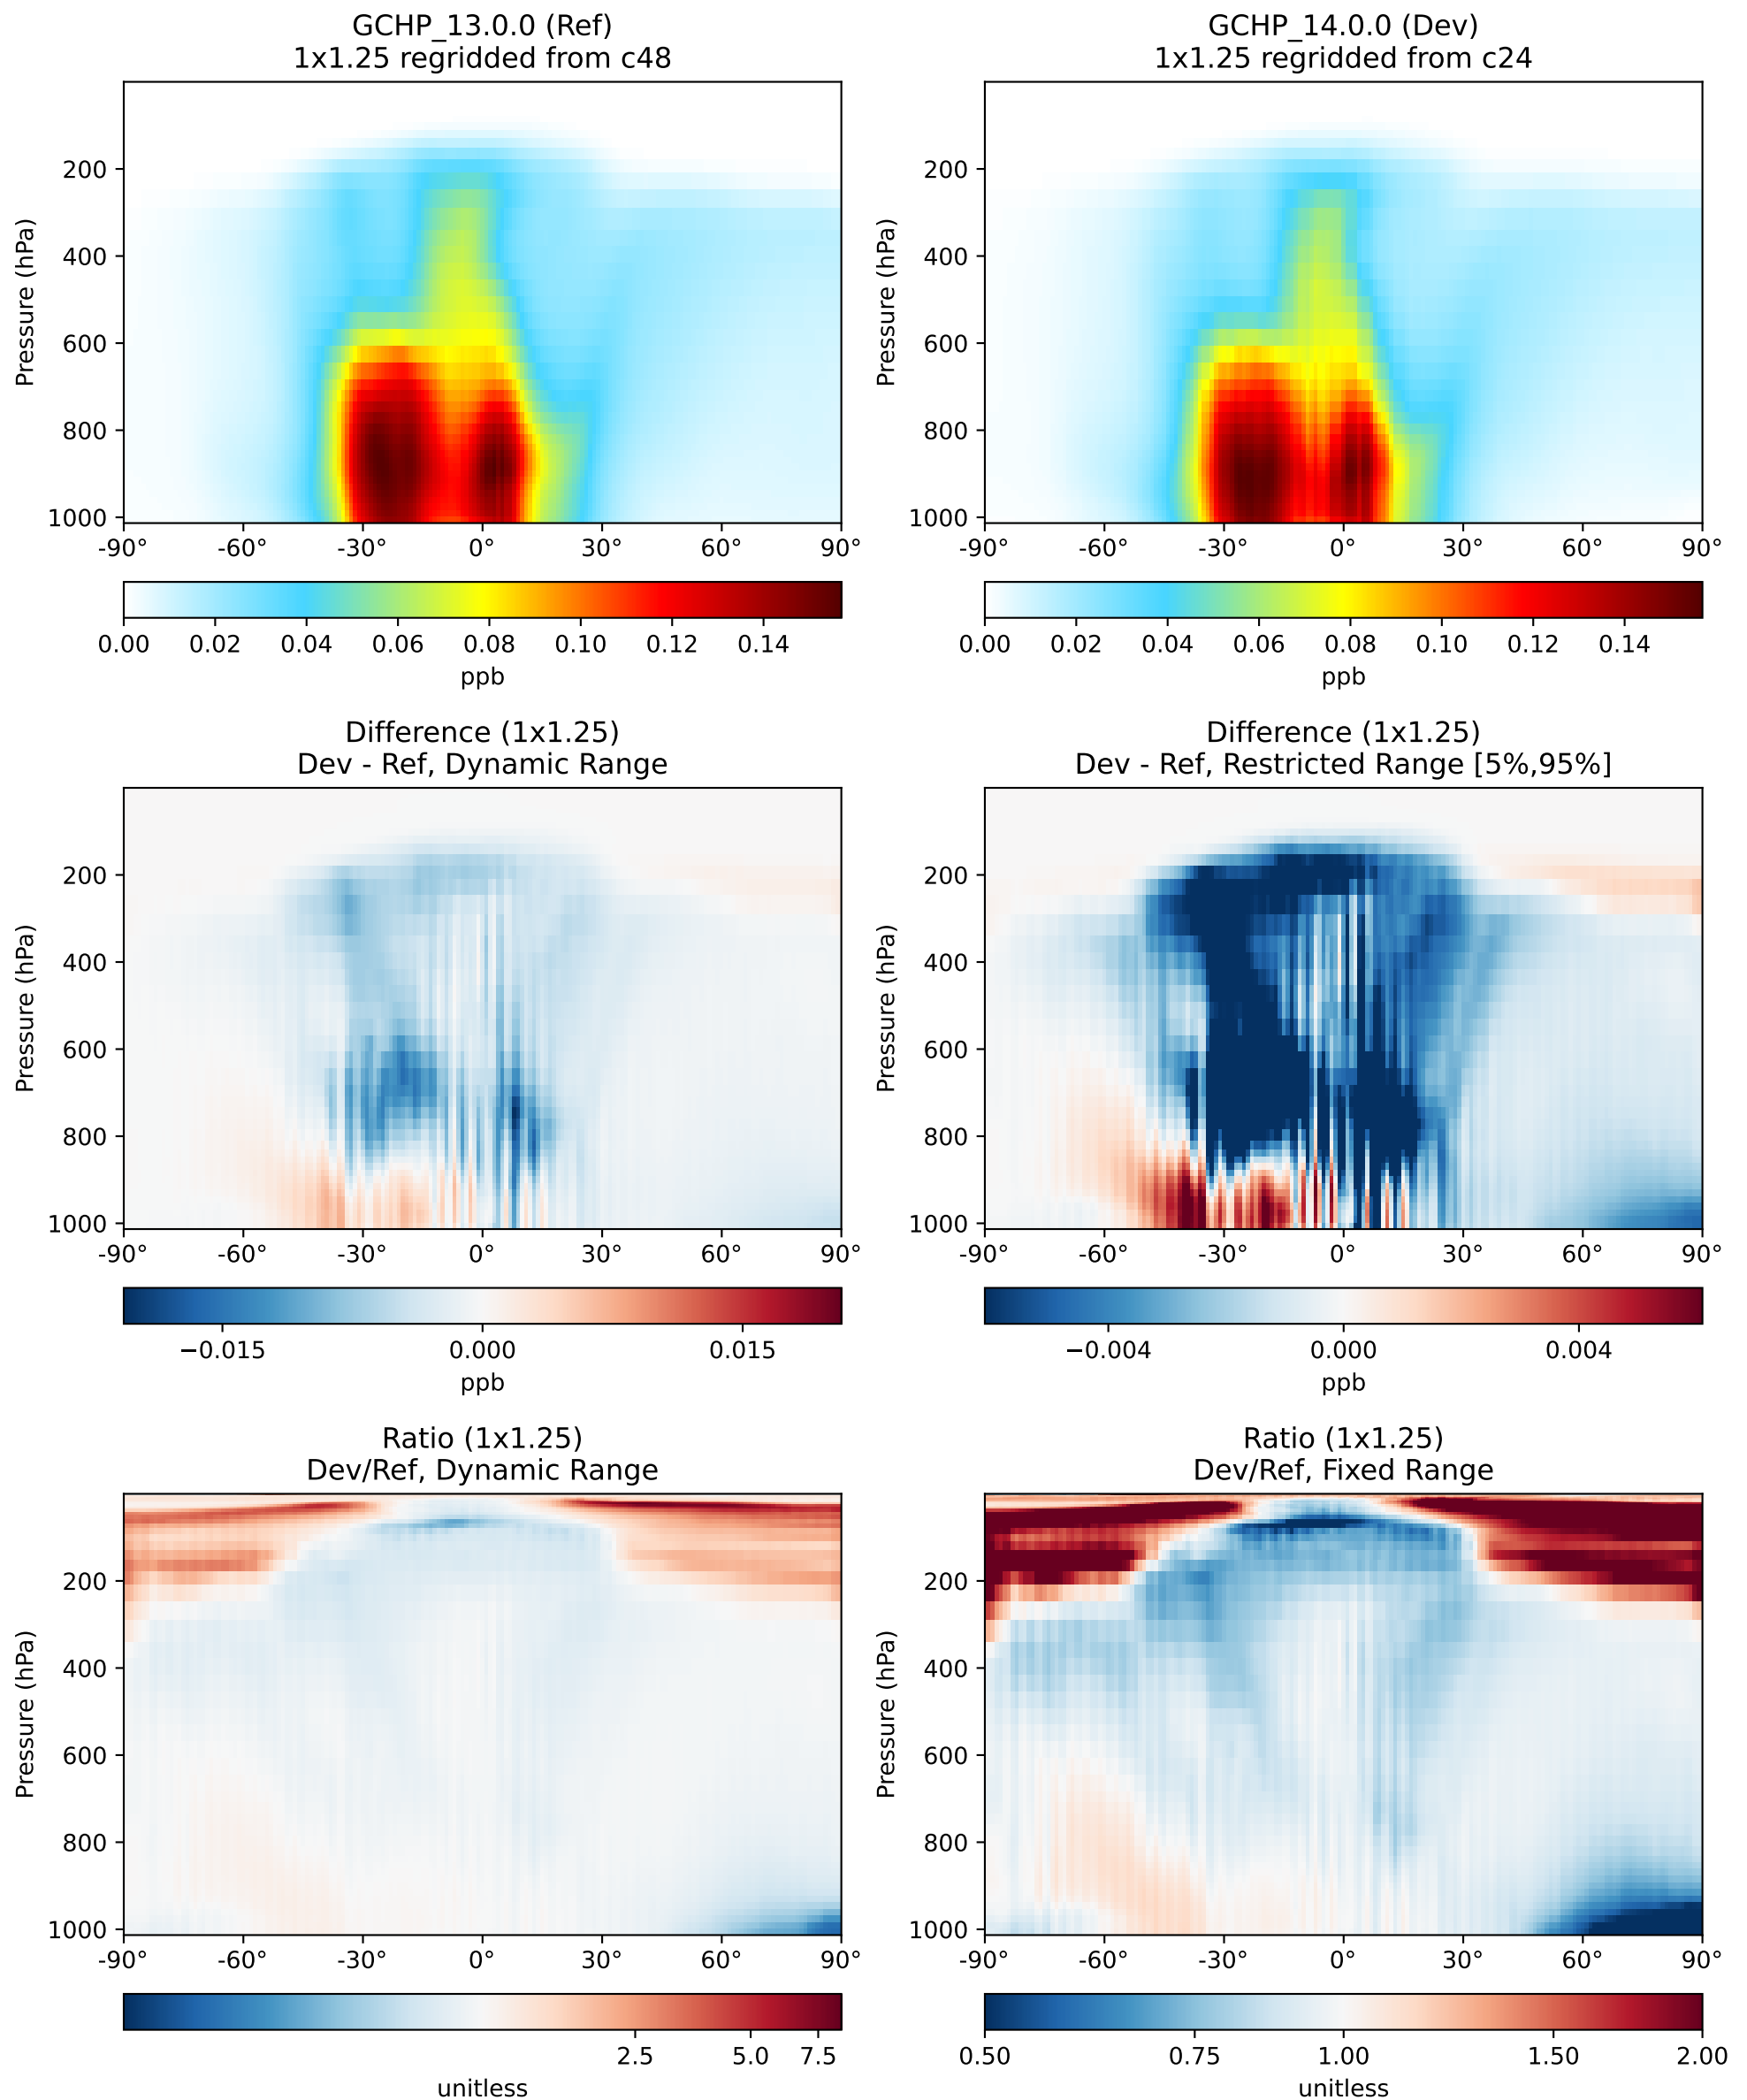 GCHP_13.0.0 (Ref)
1x1.25 regridded from c48
Pressure (hPa)
200
400
600
800
1000
-90° -60° -30° 0° 30° 60° 90°
0.00 0.02 0.04 0.06 0.08 0.10 0.12 0.14
ppb
GCHP_14.0.0 (Dev)
1x1.25 regridded from c24
Pressure (hPa)
200
400
600
800
1000
-90° -60° -30° 0° 30° 60° 90°
0.00 0.02 0.04 0.06 0.08 0.10 0.12 0.14
ppb
Difference (1x1.25)
Dev - Ref, Dynamic Range
Pressure (hPa)
200
400
600
800
1000
-90° -60° -30° 0° 30° 60° 90°
−0.015 0.000 0.015
ppb
Difference (1x1.25)
Dev - Ref, Restricted Range [5%,95%]
Pressure (hPa)
200
400
600
800
1000
-90° -60° -30° 0° 30° 60° 90°
−0.004 0.000 0.004
ppb
Ratio (1x1.25)
Dev/Ref, Dynamic Range
Pressure (hPa)
200
400
600
800
1000
-90° -60° -30° 0° 30° 60° 90°
2.5 5.0 7.5
unitless
Ratio (1x1.25)
Dev/Ref, Fixed Range
Pressure (hPa)
200
400
600
800
1000
-90° -60° -30° 0° 30° 60° 90°
0.50 0.75 1.00 1.50 2.00
unitless